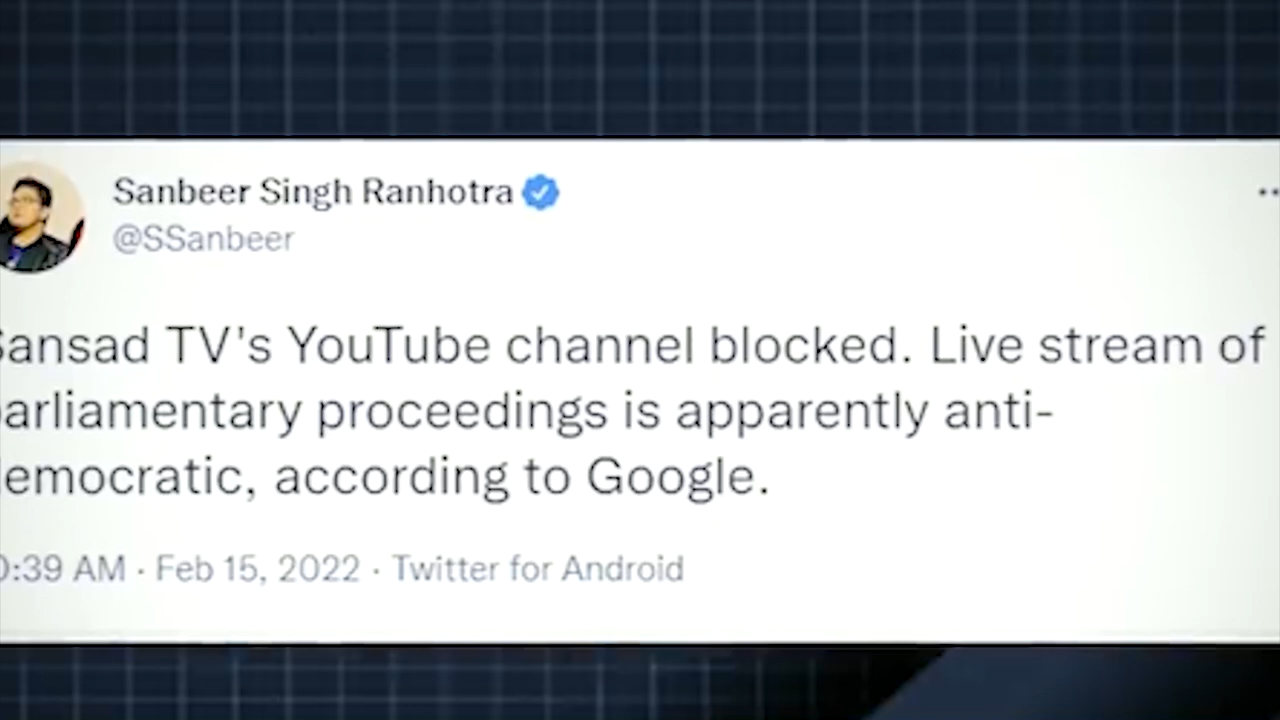 Sanbeer Singh Ranhotra
@SSanbeer
Sansad TV's YouTube channel blocked. Live stream of
parliamentary proceedings is apparently anti-
democratic, according to Google.
0:39 AM · Feb 15, 2022 · Twitter for Android